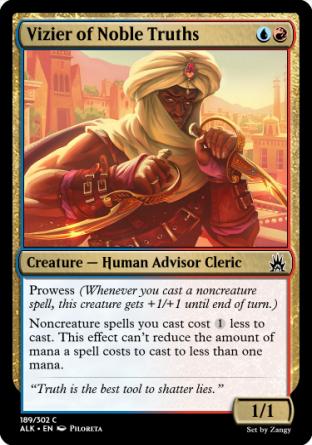 Vizier of Noble Truths
Creature — Human Advisor Cleric
Prowess (Whenever you cast a noncreature
spell, this creature gets +1/+1 until end of turn.)
Noncreature spells you cast cost 1 less to
cast. This effect can't reduce the amount of
mana a spell costs to cast to less than one
mana.
“Truth is the best tool to shatter lies.”
1/1
189/302 C
ALK • EN Piloreta
Set by Zangy